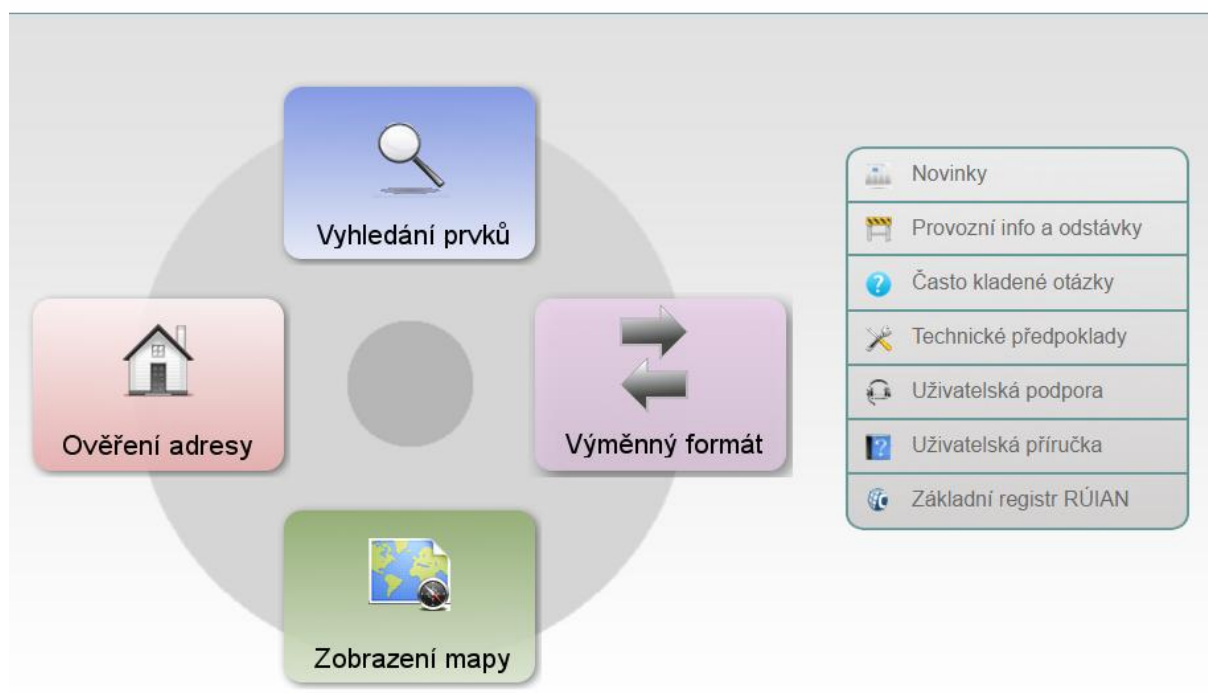 Vyhledání prvků
Ověření adresy
Výměnný formát
Zobrazení mapy
Novinky
Provozní info a odstávky
Často kladené otázky
Technické předpoklady
Uživatelská podpora
Uživatelská příručka
Základní registr RÚIAN